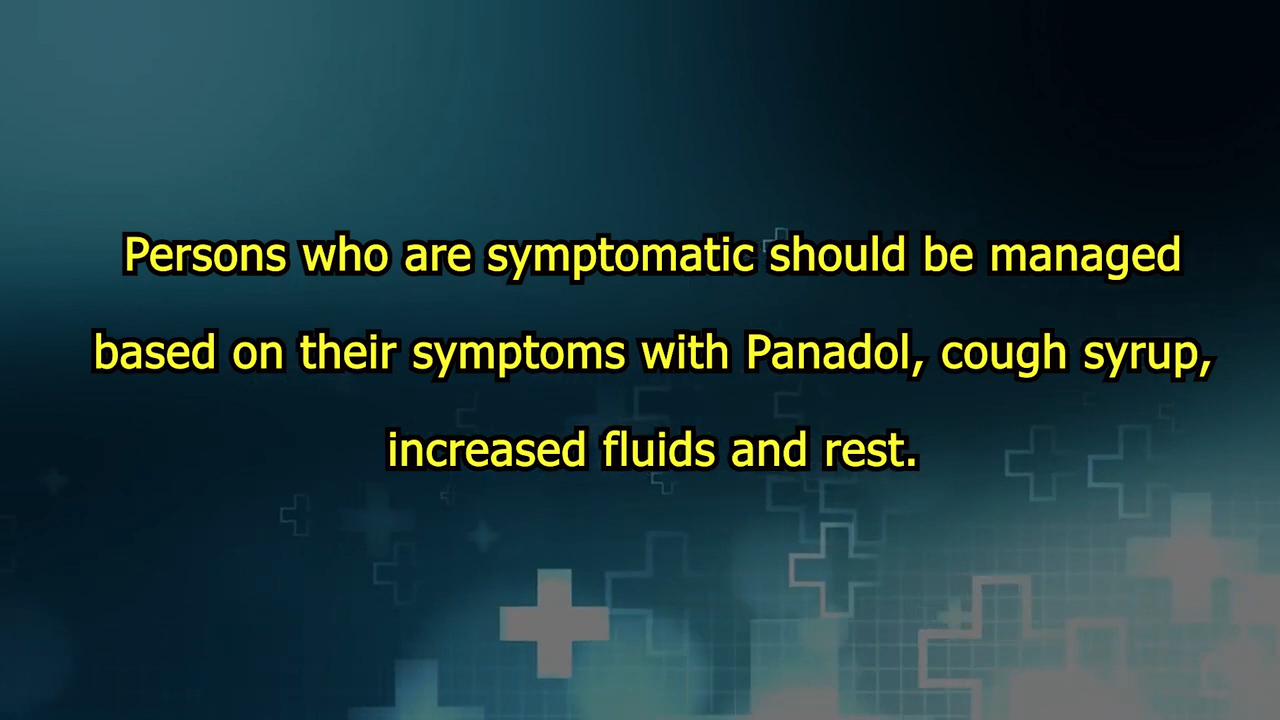 Persons who are symptomatic should be managed
based on their symptoms with Panadol, cough syrup,
increased fluids and rest.